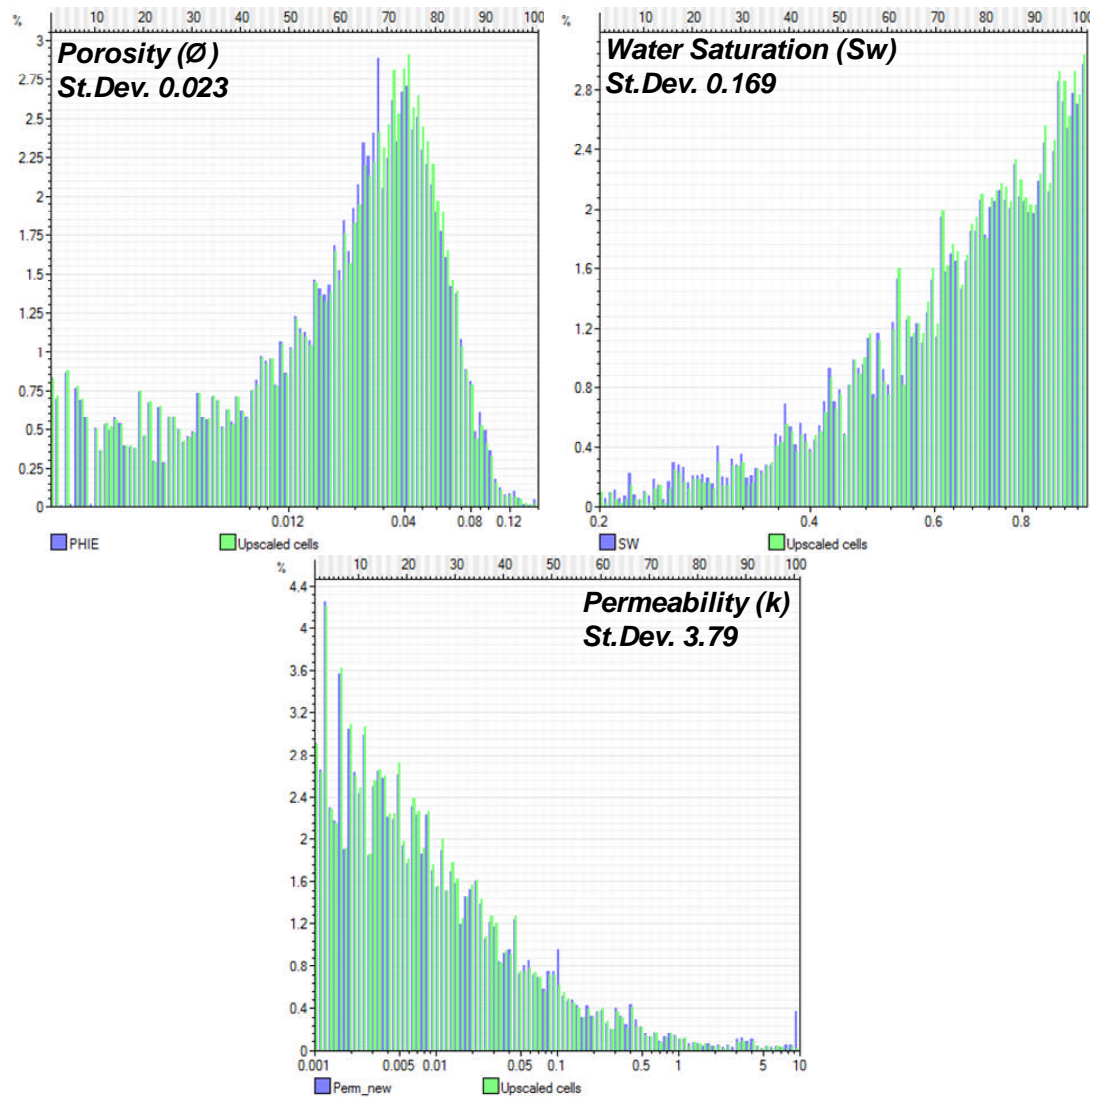 % 10 20 30 40 50 60 70 80 90 100
Porosity (Ø)
St.Dev. 0.023
3
2.75
2.5
2.25
2
1.75
1.5
1.25
1
0.75
0.5
0.25
0
0.012 0.04 0.08 0.12
PHIE Upscaled cells
% 10 20 30 40 50 60 70 80 90 100
Water Saturation (Sw)
St.Dev. 0.169
2.8
2.4
2
1.6
1.2
0.8
0.4
0
0.2 0.4 0.6 0.8
SW Upscaled cells
% 10 20 30 40 50 60 70 80 90 100
Permeability (k)
St.Dev. 3.79
4.4
4
3.6
3.2
2.8
2.4
2
1.6
1.2
0.8
0.4
0
0.001 0.005 0.01 0.05 0.1 0.5 1 5 10
Perm_new Upscaled cells